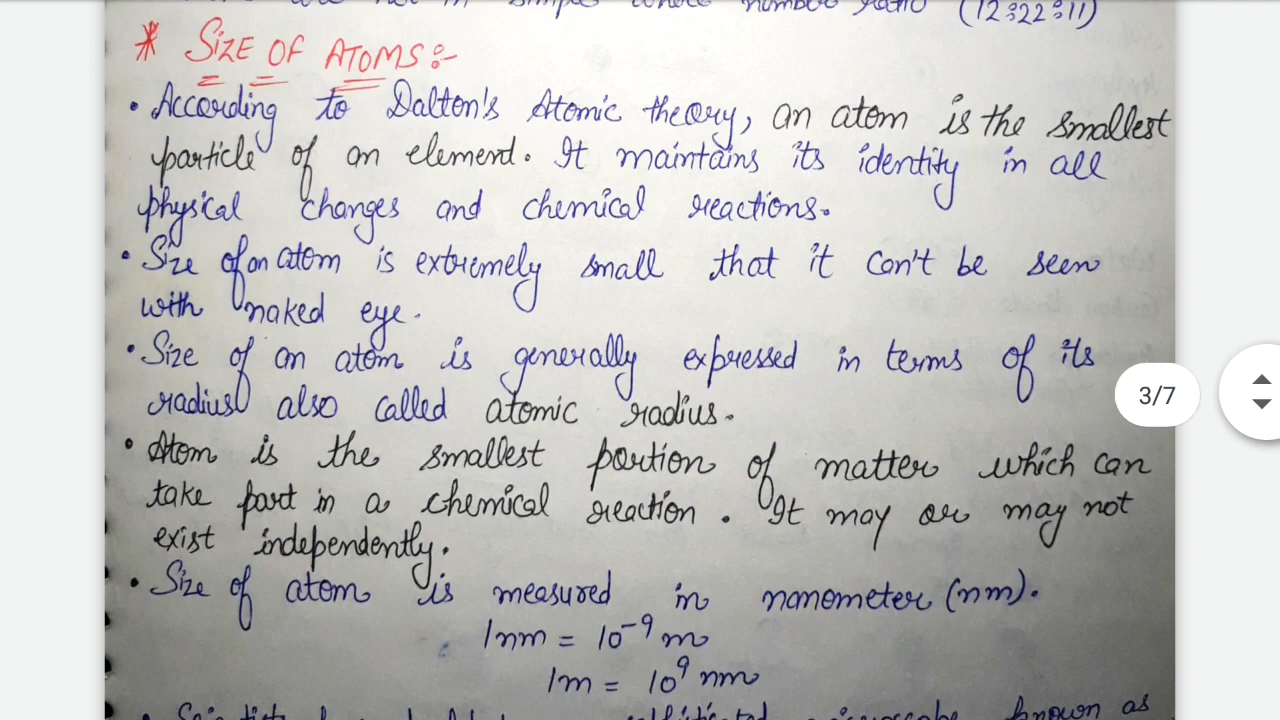 number ratio (12:22:11)
* SIZE OF ATOMS:-
• According to Dalton's Atomic theory, an atom is the smallest
particle of an element. It maintains its identity in all
physical changes and chemical reactions.
• Size of an atom is extremely small that it can't be seen
with naked eye.
• Size of an atom is generally expressed in terms of its
radius also called atomic radius.
• Atom is the smallest portion of matter which can
take part in a chemical reaction. It may or may not
exist independently.
• Size of atom is measured in nanometer (nm).
1nm = 10⁻⁹ m
1m = 10⁹ nm
known as
3/7